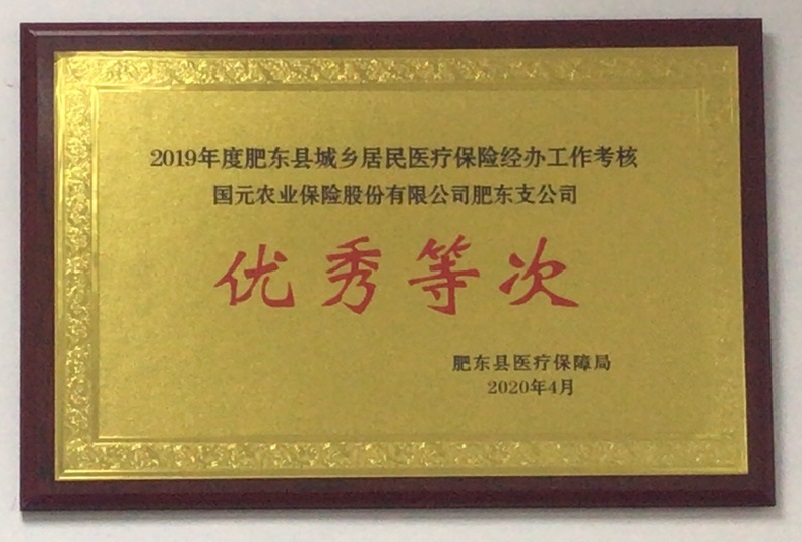 2019年度肥东县城乡居民医疗保险经办工作考核
国元农业保险股份有限公司肥东支公司
优秀等次
肥东县医疗保障局
2020年4月